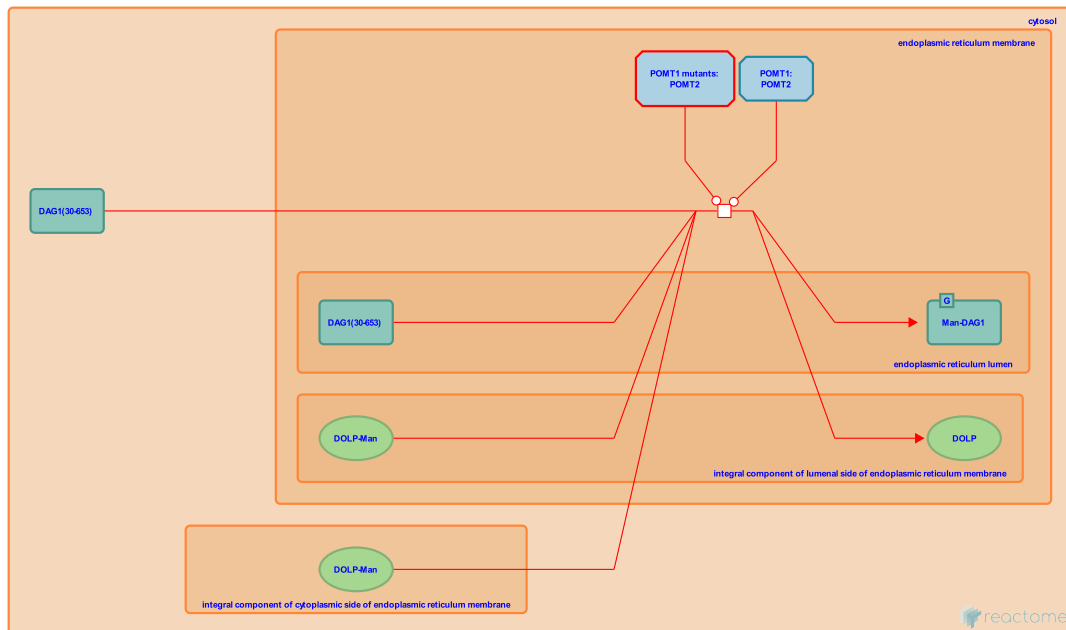 cytosol
endoplasmic reticulum membrane
POMT1 mutants:
POMT2
POMT1:
POMT2
DAG1(30-653)
DAG1(30-653)
G
Man-DAG1
endoplasmic reticulum lumen
DOLP-Man
DOLP
integral component of lumenal side of endoplasmic reticulum membrane
DOLP-Man
integral component of cytoplasmic side of endoplasmic reticulum membrane
reactome